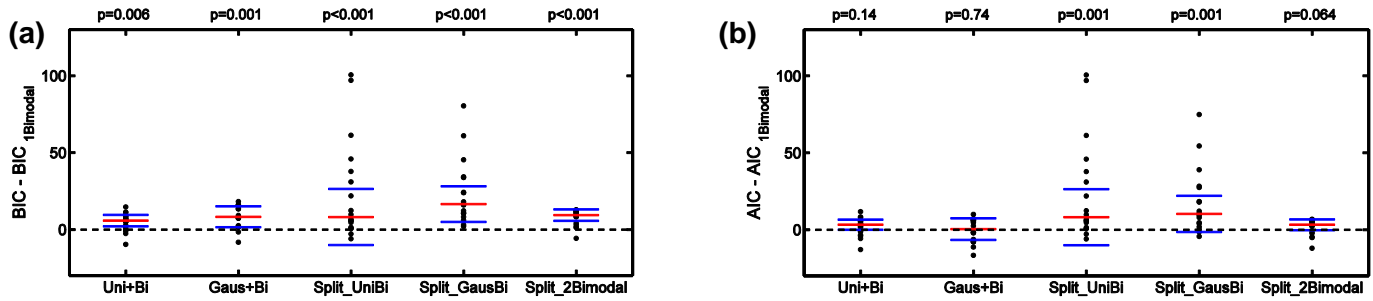 (a)
p=0.006 p=0.001 p<0.001 p<0.001 p<0.001
BIC - BIC 1Bimodal
100
50
0
Uni+Bi Gaus+Bi Split_UniBi Split_GausBi Split_2Bimodal
(b)
p=0.14 p=0.74 p=0.001 p=0.001 p=0.064
AIC - AIC 1Bimodal
100
50
0
Uni+Bi Gaus+Bi Split_UniBi Split_GausBi Split_2Bimodal